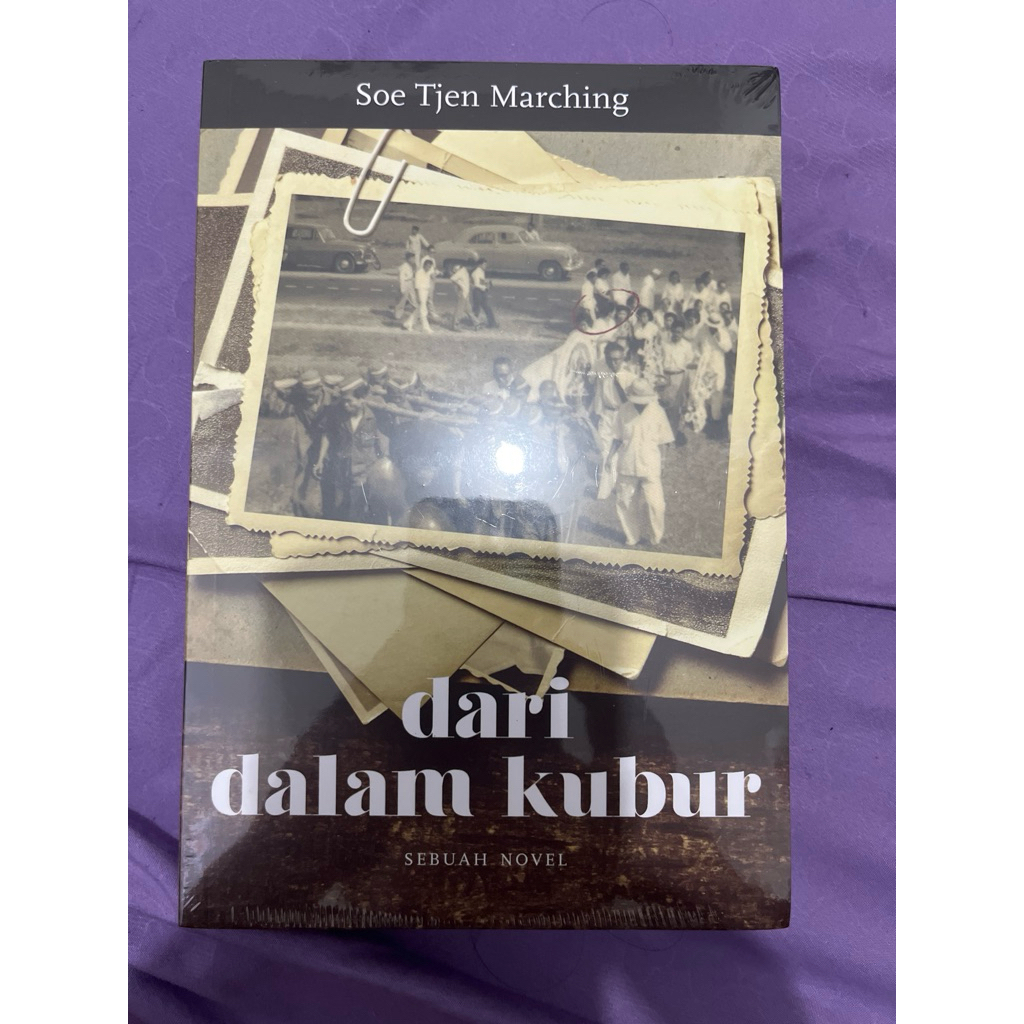 Soe Tjen Marching
dari
dalam kubur
SEBUAH NOVEL